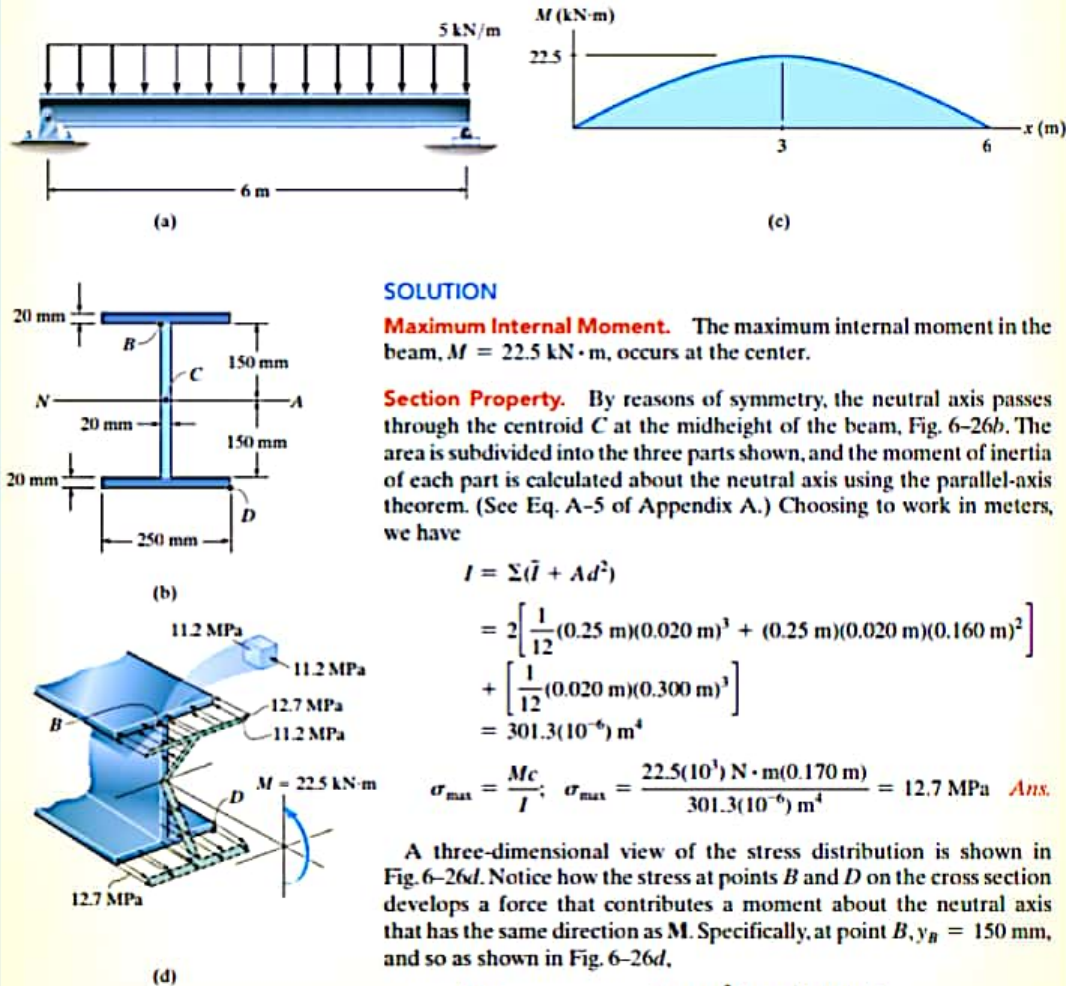 5 kN/m
6 m
(a)
M (kN·m)
22.5
x (m)
3
6
(c)
20 mm
B
150 mm
C
N
A
20 mm
150 mm
20 mm
D
250 mm
(b)
11.2 MPa
11.2 MPa
12.7 MPa
11.2 MPa
B
M = 22.5 kN·m
D
12.7 MPa
(d)
SOLUTION
Maximum Internal Moment. The maximum internal moment in the
beam, M = 22.5 kN · m, occurs at the center.
Section Property. By reasons of symmetry, the neutral axis passes
through the centroid C at the midheight of the beam, Fig. 6–26b. The
area is subdivided into the three parts shown, and the moment of inertia
of each part is calculated about the neutral axis using the parallel-axis
theorem. (See Eq. A–5 of Appendix A.) Choosing to work in meters,
we have
I = Σ(Ī + Ad²)
= 2[1/12(0.25 m)(0.020 m)³ + (0.25 m)(0.020 m)(0.160 m)²]
+ [1/12(0.020 m)(0.300 m)³]
= 301.3(10⁻⁶) m⁴
σmax = Mc/I; σmax = 22.5(10³) N · m(0.170 m)/301.3(10⁻⁶) m⁴ = 12.7 MPa Ans.
A three-dimensional view of the stress distribution is shown in
Fig. 6–26d. Notice how the stress at points B and D on the cross section
develops a force that contributes a moment about the neutral axis
that has the same direction as M. Specifically, at point B, yB = 150 mm,
and so as shown in Fig. 6–26d,